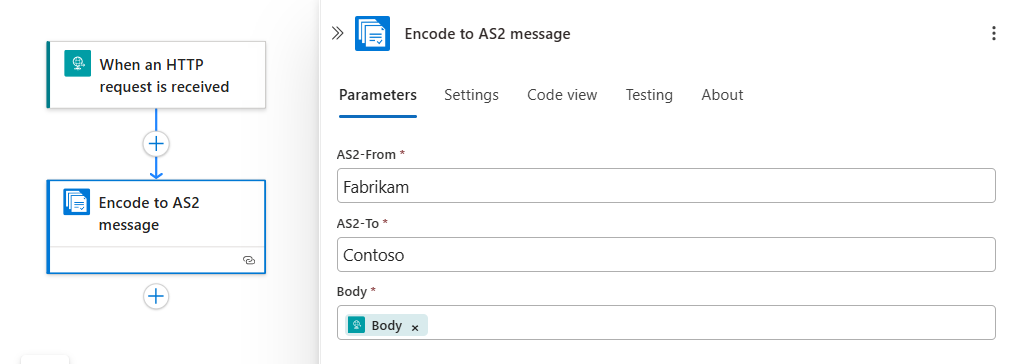 When an HTTP
request is received
Encode to AS2
message
Encode to AS2 message
Parameters Settings Code view Testing About
AS2-From *
Fabrikam
AS2-To *
Contoso
Body *
Body ×